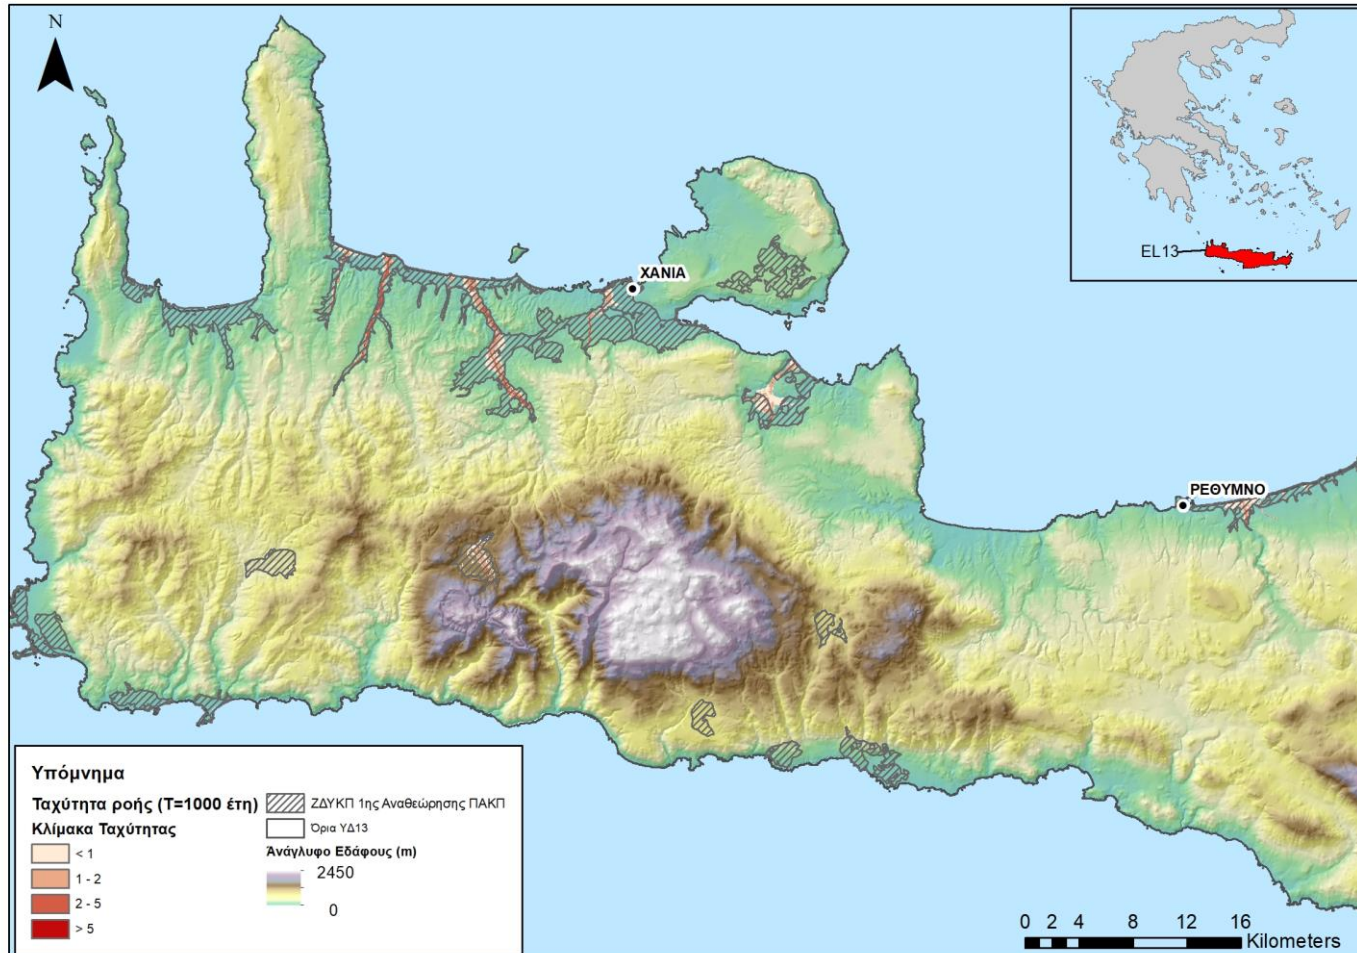 N
EL13
ΧΑΝΙΑ
ΡΕΘΥΜΝΟ
Υπόμνημα
Ταχύτητα ροής (Τ=1000 έτη)
Κλίμακα Ταχύτητας
< 1
1 - 2
2 - 5
> 5
ΖΔΥΚΠ 1ης Αναθεώρησης ΠΑΚΠ
Όρια ΥΔ13
Άνάγλυφο Εδάφους (m)
2450
0
0 2 4 8 12 16
Kilometers